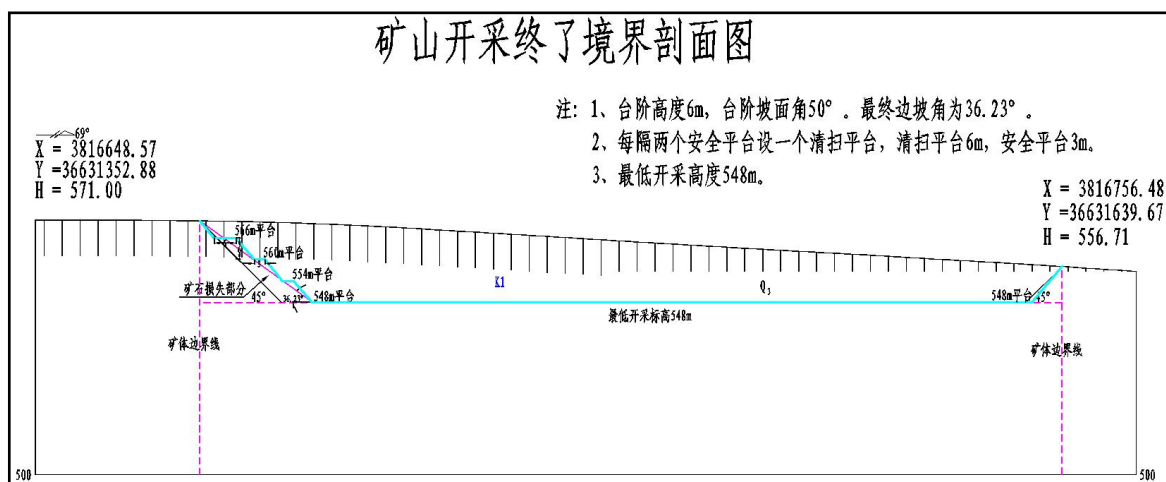 矿山开采终了境界剖面图
注: 1、台阶高度6m, 台阶坡面角50° 。最终边坡角为36.23° 。
2、每隔两个安全平台设一个清扫平台, 清扫平台6m, 安全平台3m。
3、最低开采高度548m。
69°
X = 3816648.57
Y =36631352.88
H = 571.00
X = 3816756.48
Y =36631639.67
H = 556.71
566m平台
560m平台
554m平台
矿石损失部分
45°
36.23°
548m平台
K1
Q3
548m平台
45°
最低开采标高548m
矿体边界线
矿体边界线
500
500